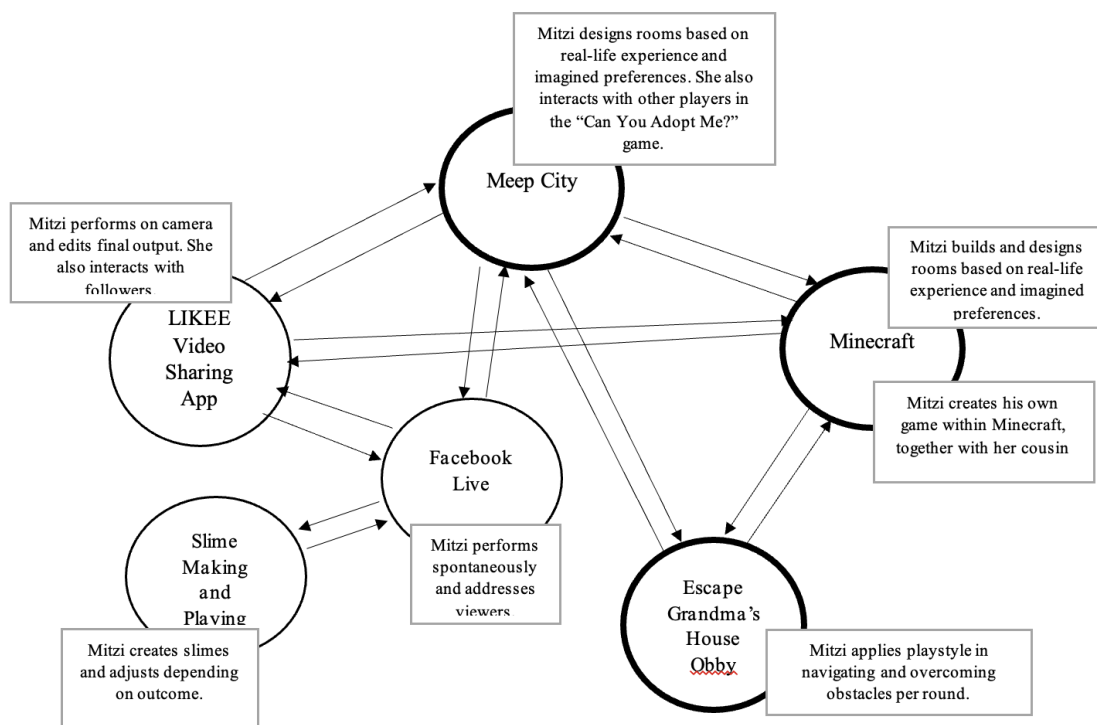 Mitzi designs rooms based on
real-life experience and
imagined preferences. She also
interacts with other players in
the “Can You Adopt Me?”
game.
Meep City
Mitzi performs on camera
and edits final output. She
also interacts with
followers.
LIKEE
Video
Sharing
App
Mitzi builds and designs
rooms based on real-life
experience and imagined
preferences.
Minecraft
Mitzi creates his own
game within Minecraft,
together with her cousin
Facebook
Live
Mitzi performs
spontaneously
and addresses
viewers
Slime
Making
and
Playing
Mitzi creates slimes
and adjusts depending
on outcome.
Escape
Grandma’s
House
Obby
Mitzi applies playstyle in
navigating and overcoming
obstacles per round.